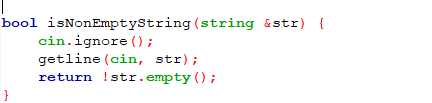 bool isNonEmptyString(string &str) {
    cin.ignore();
    getline(cin, str);
    return !str.empty();
}